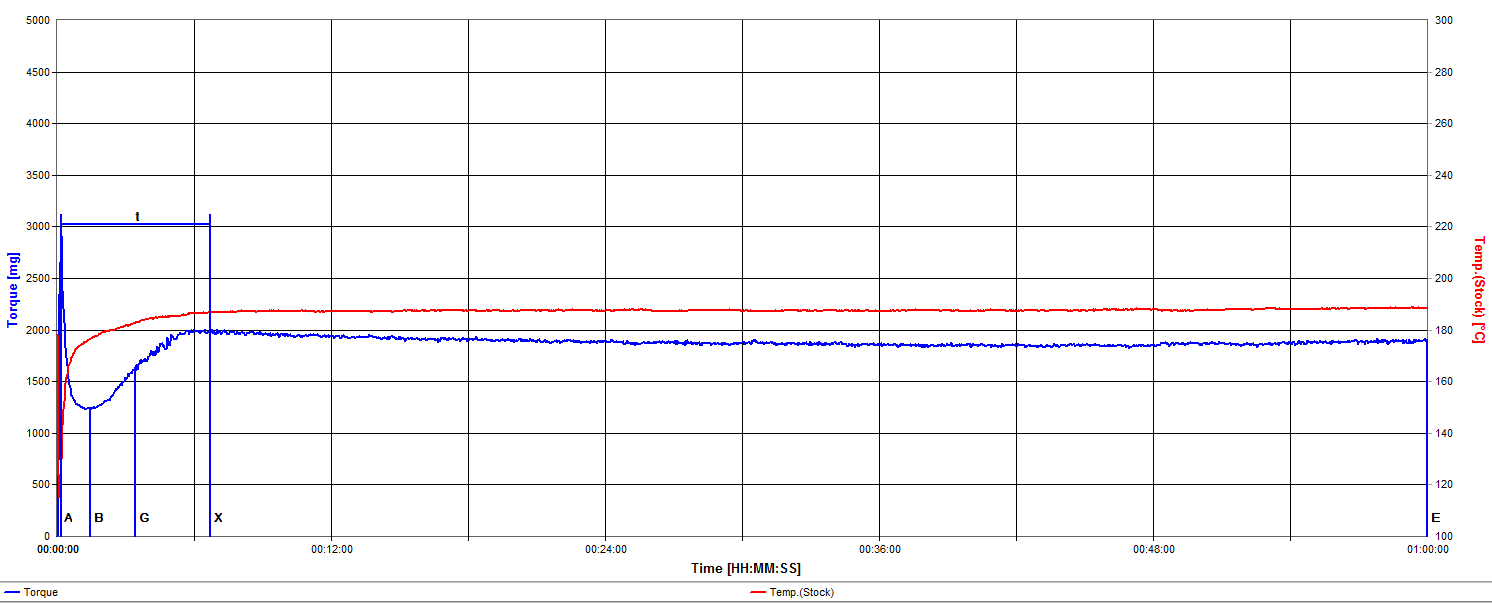 5000 300
4500 280
4000 260
3500 240
t
3000 220
2500 200
2000 180
1500 160
1000 140
500 120
A B G X E
0 100
Torque [mg]
Temp.(Stock) [°C]
00:00:00 00:12:00 00:24:00 00:36:00 00:48:00 01:00:00
Time [HH:MM:SS]
Torque Temp.(Stock)